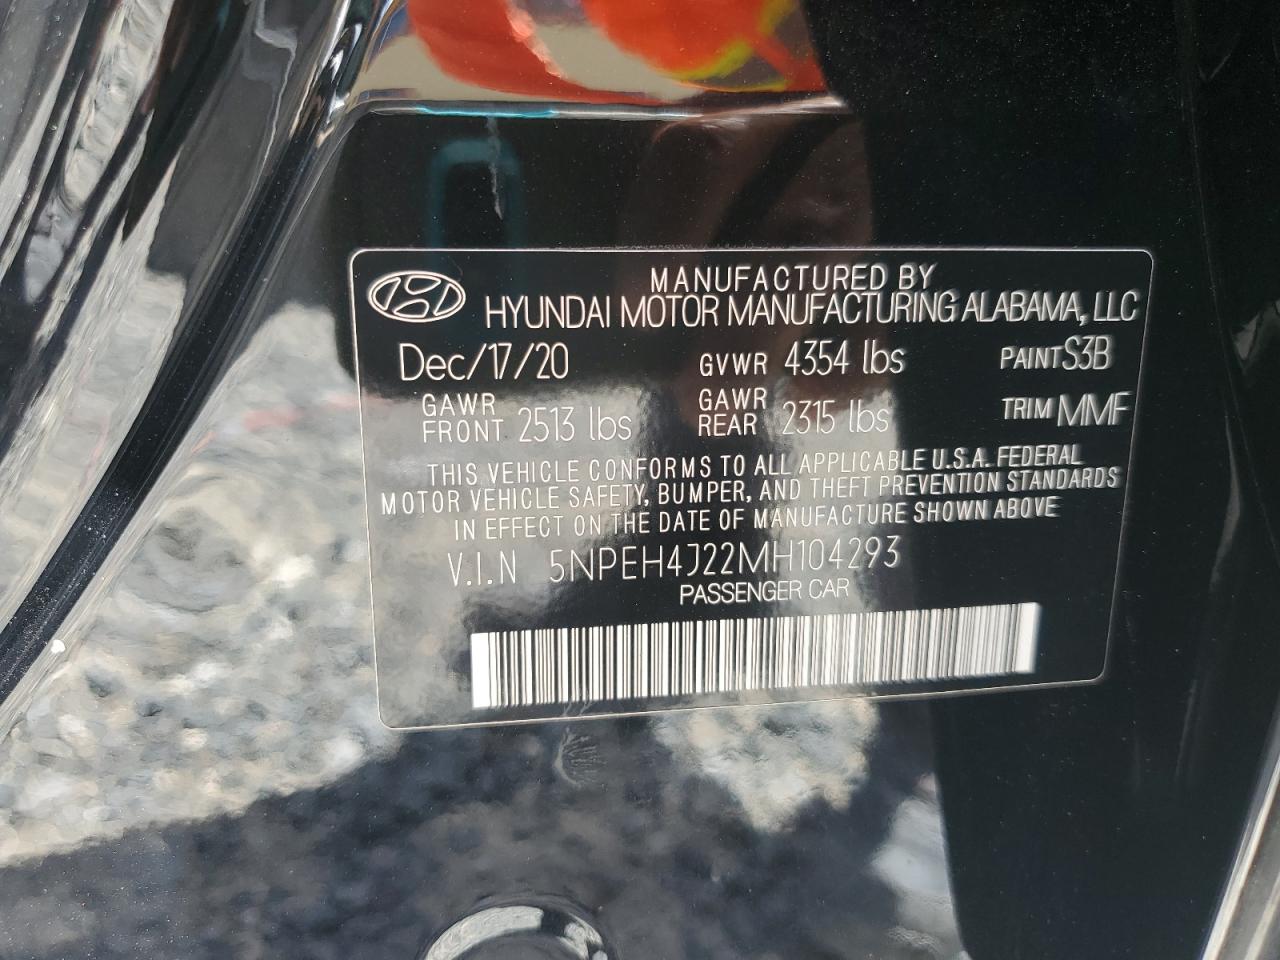 MANUFACTURED BY
HYUNDAI MOTOR MANUFACTURING ALABAMA, LLC
Dec/17/20 GVWR 4354 lbs PAINT S3B
GAWR FRONT 2513 lbs GAWR REAR 2315 lbs TRIM MMF
THIS VEHICLE CONFORMS TO ALL APPLICABLE U.S.A. FEDERAL
MOTOR VEHICLE SAFETY, BUMPER, AND THEFT PREVENTION STANDARDS
IN EFFECT ON THE DATE OF MANUFACTURE SHOWN ABOVE
V.I.N 5NPEH4J22MH104293
PASSENGER CAR